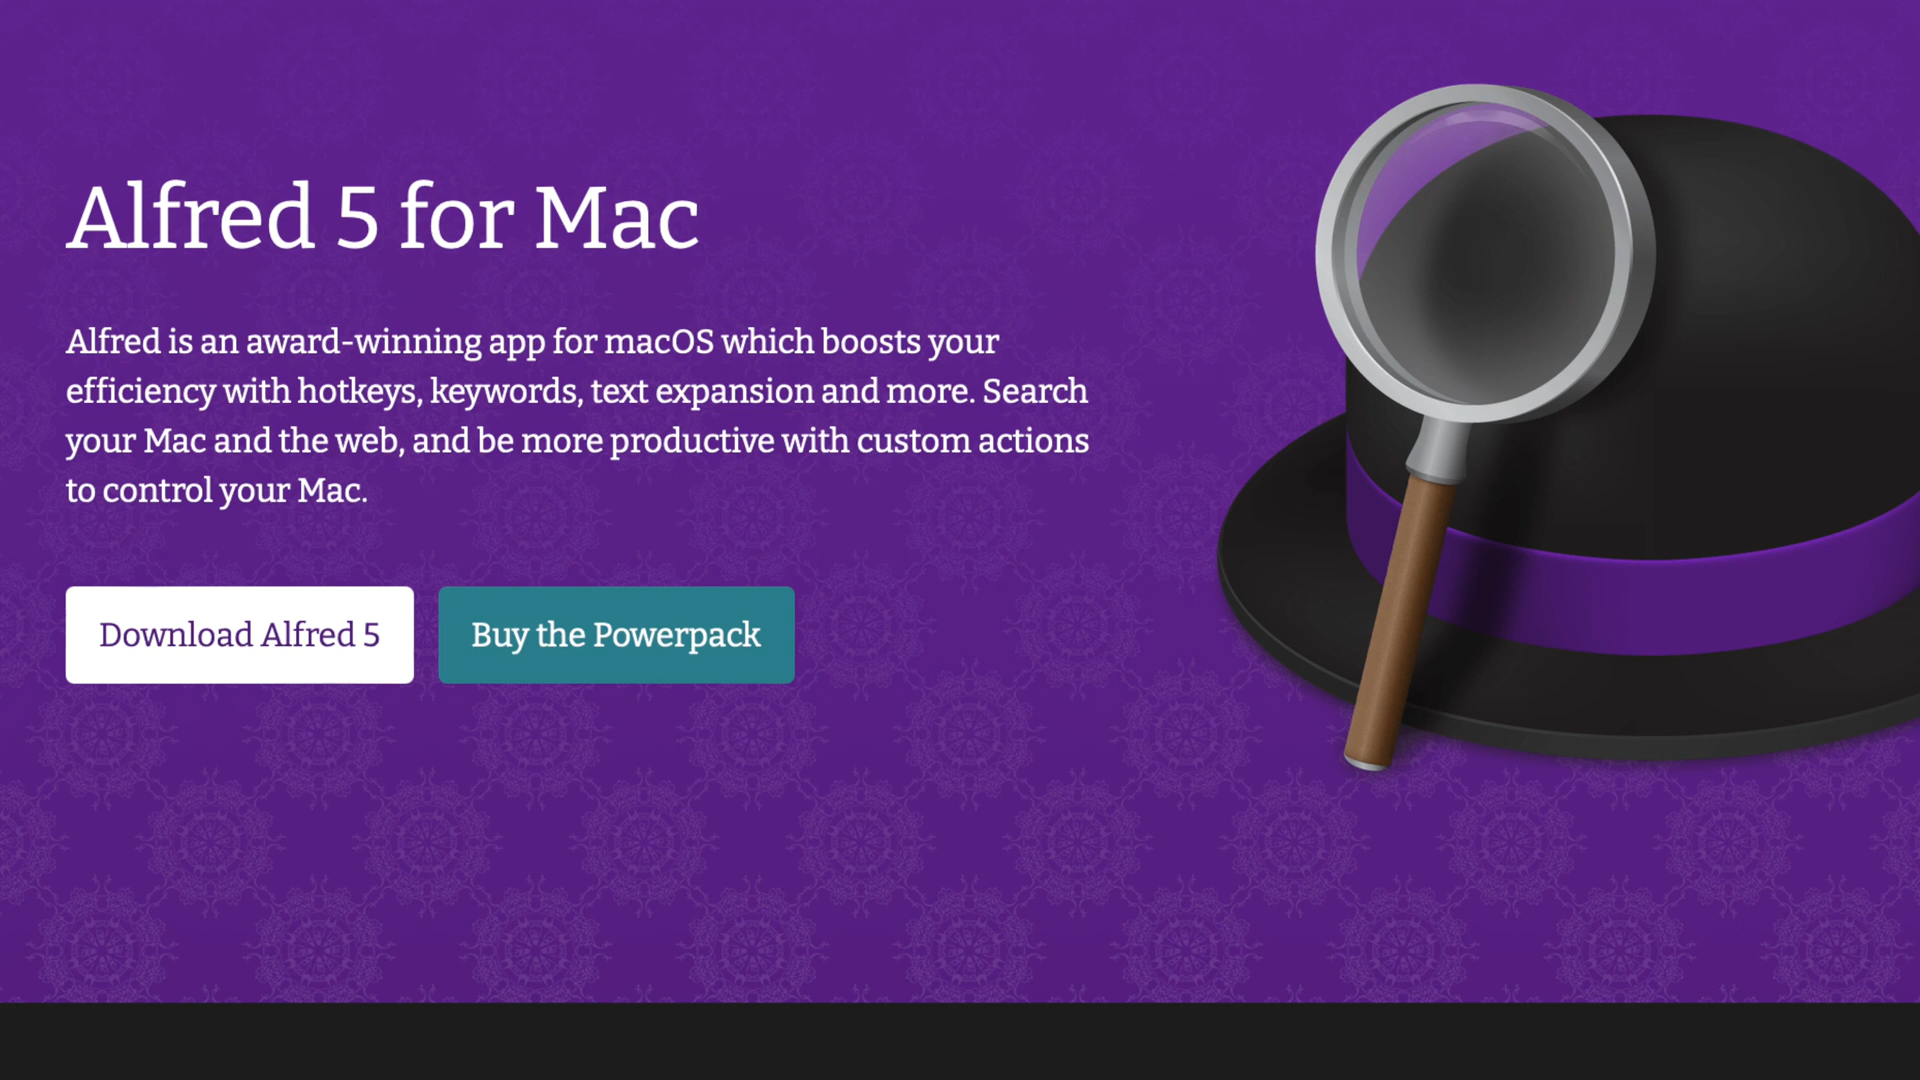 Alfred 5 for Mac
Alfred is an award-winning app for macOS which boosts your
efficiency with hotkeys, keywords, text expansion and more. Search
your Mac and the web, and be more productive with custom actions
to control your Mac.
Download Alfred 5
Buy the Powerpack